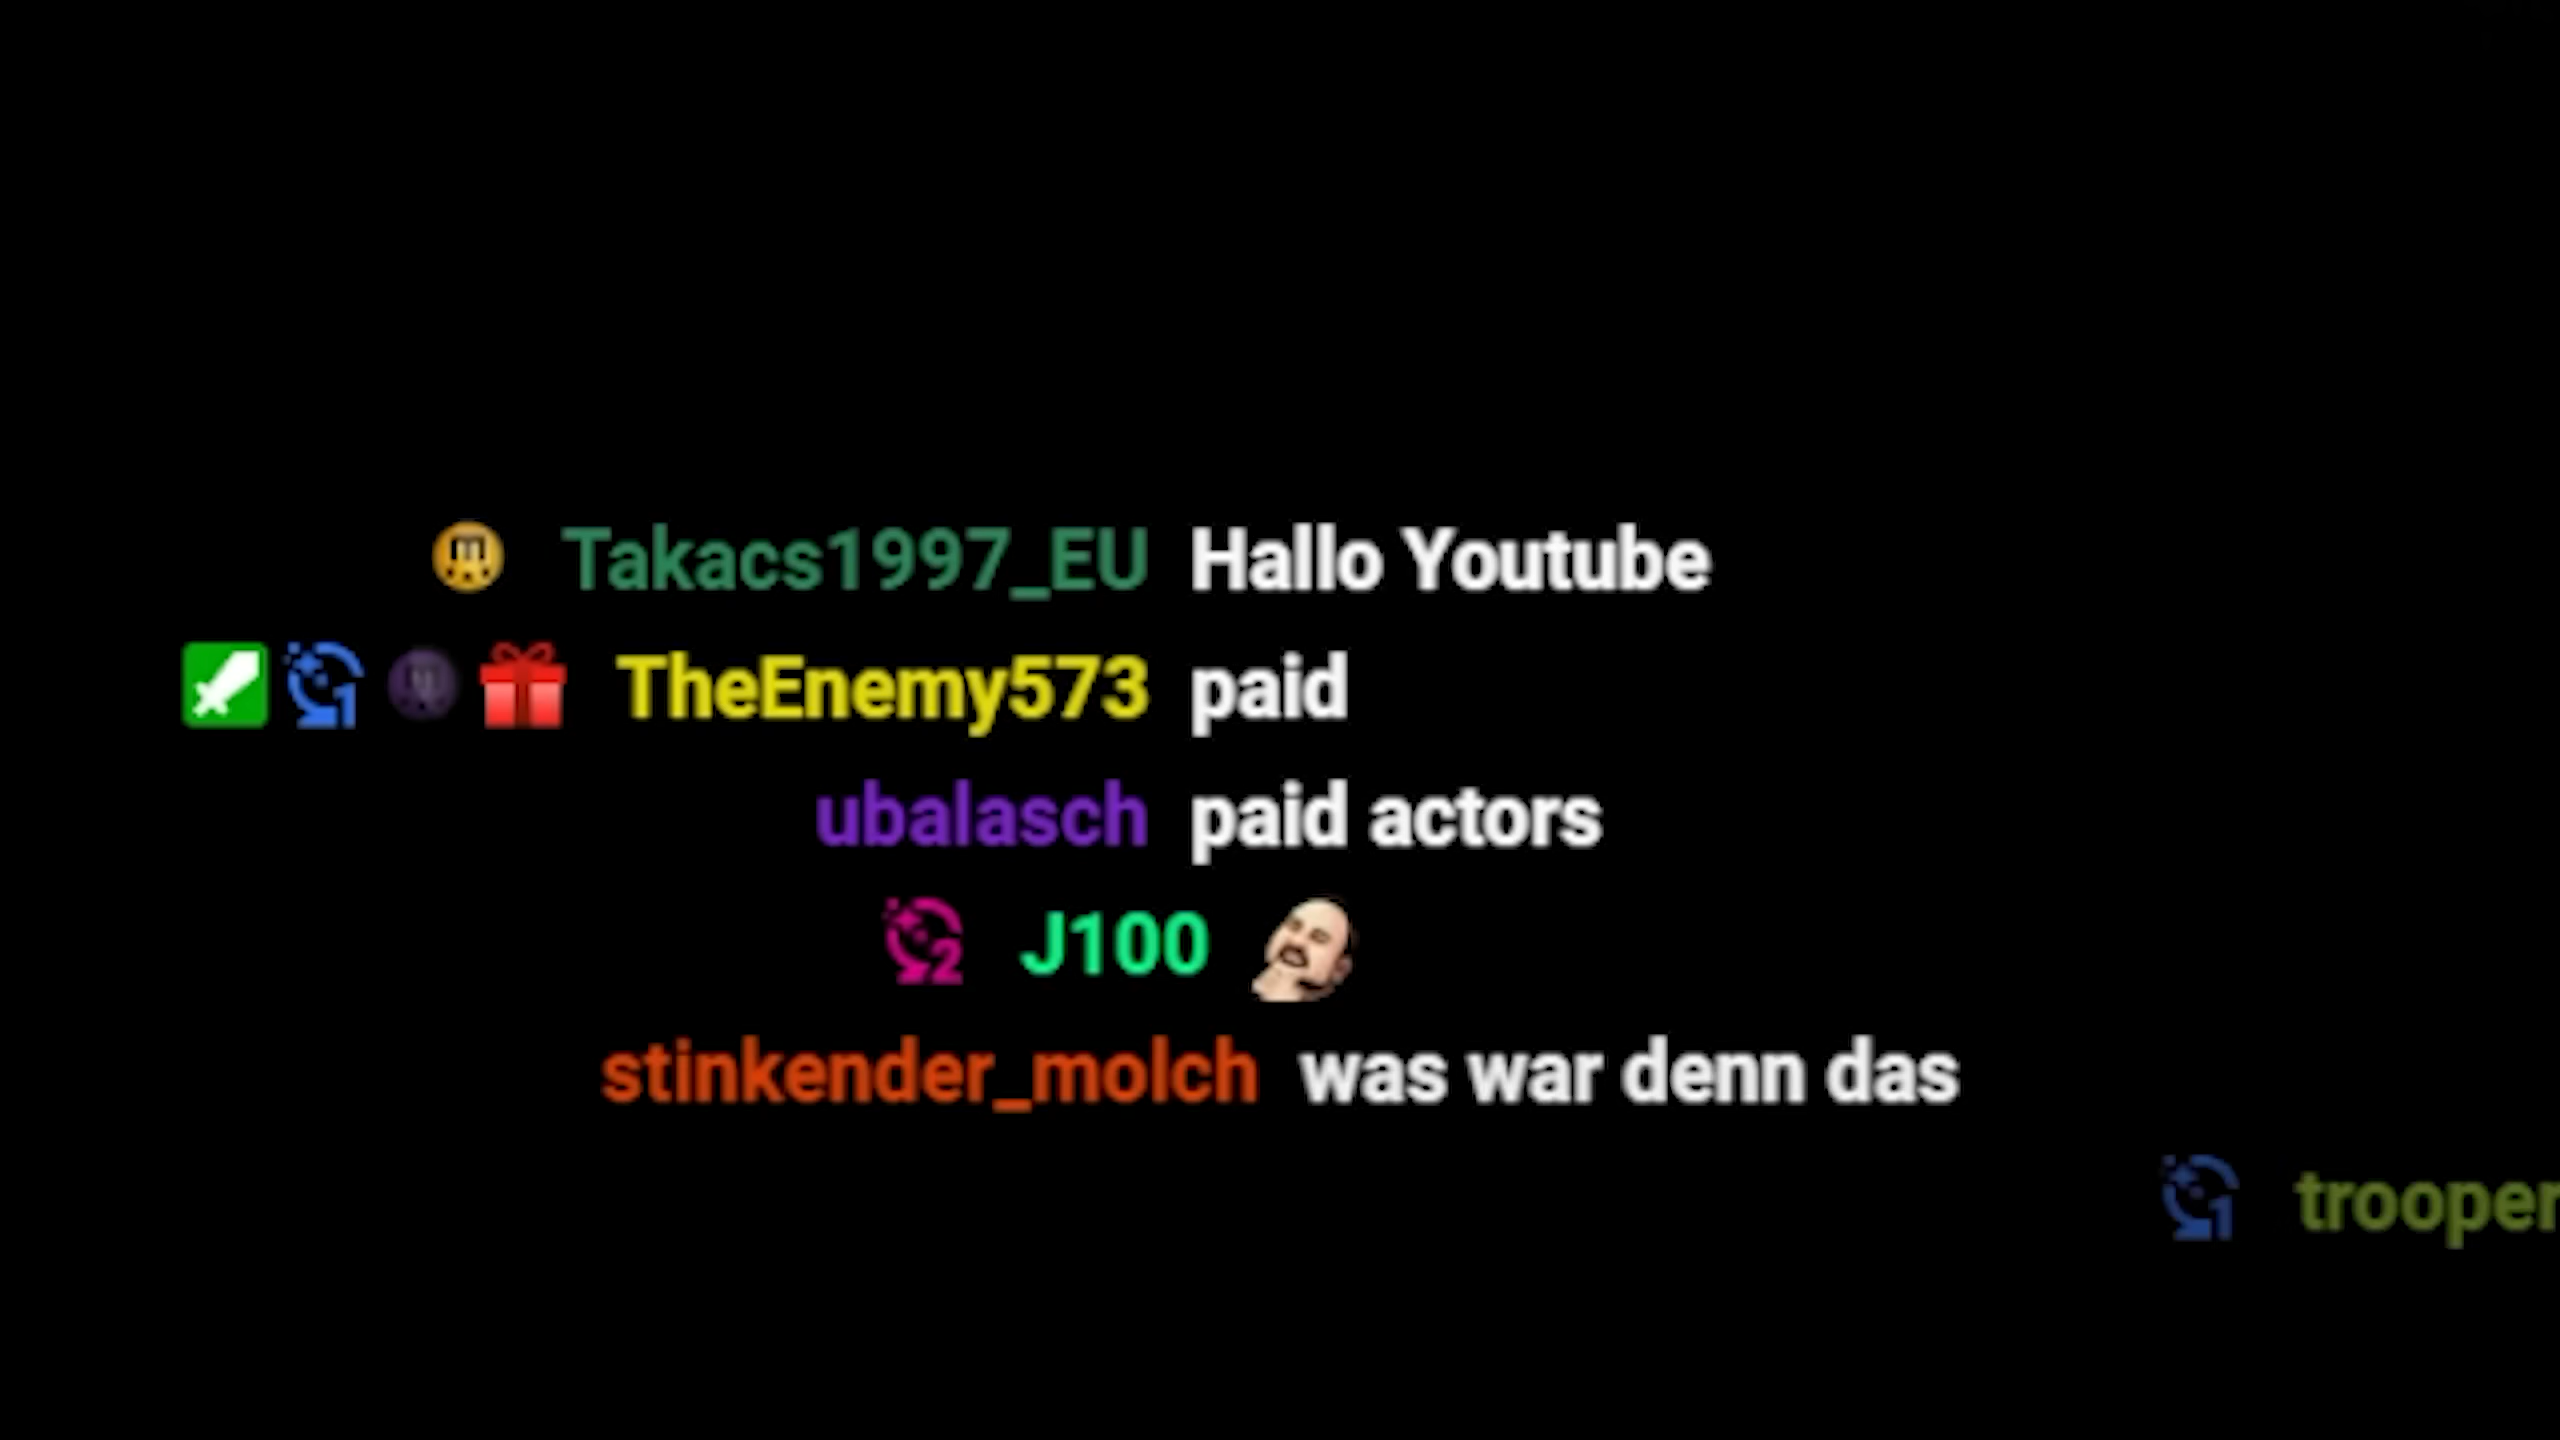 Takacs1997_EU Hallo Youtube
TheEnemy573 paid
ubalasch paid actors
J100
stinkender_molch was war denn das
trooper